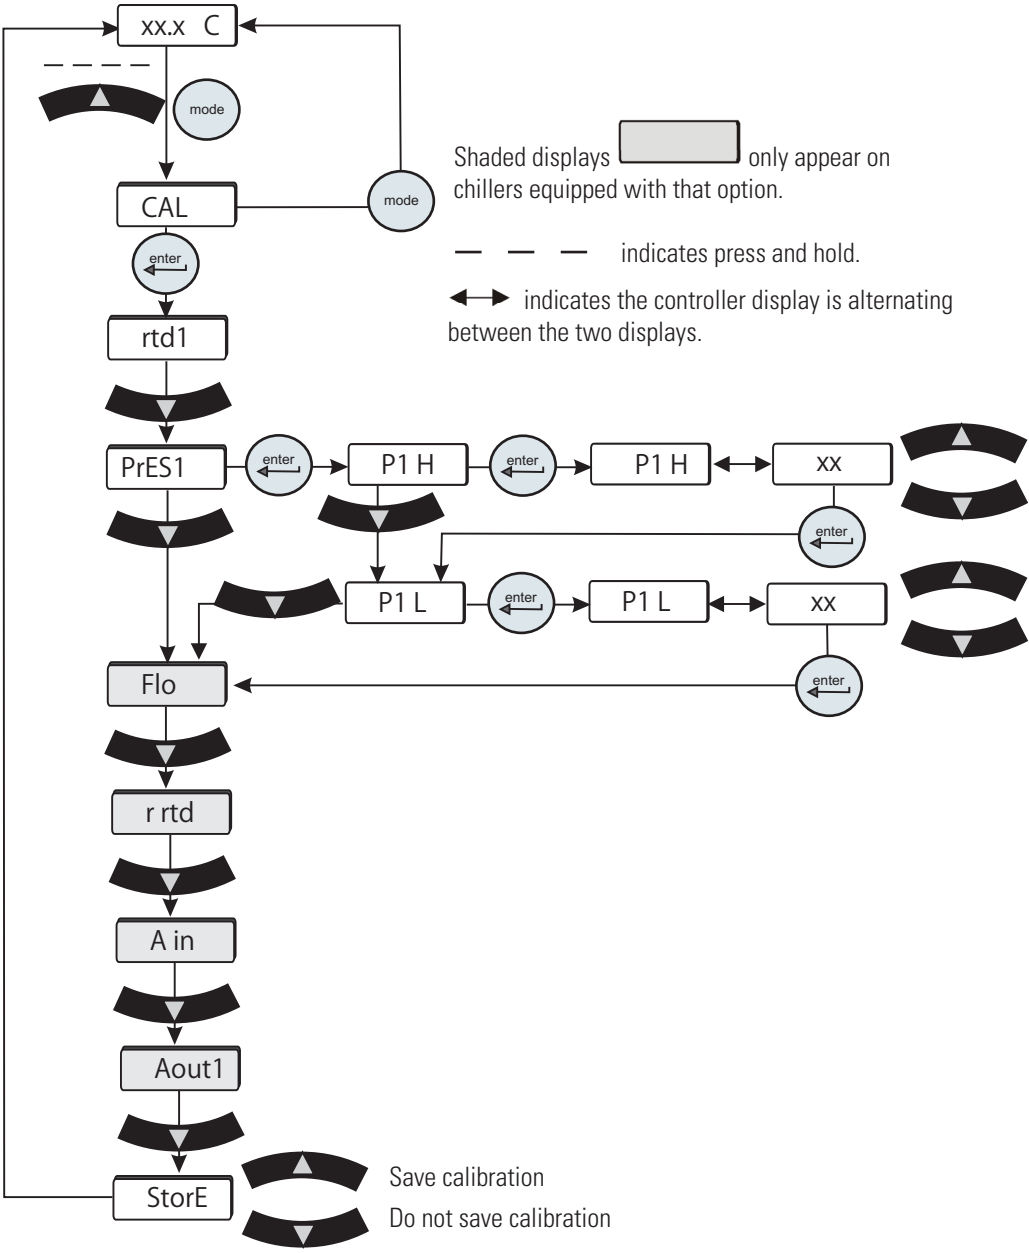 xx.x C
mode
Shaded displays only appear on
chillers equipped with that option.
CAL
mode
indicates press and hold.
enter
indicates the controller display is alternating
between the two displays.
rtd1
PrES1
enter
P1 H
enter
P1 H
xx
enter
P1 L
enter
P1 L
xx
enter
Flo
r rtd
A in
Aout1
StorE
Save calibration
Do not save calibration